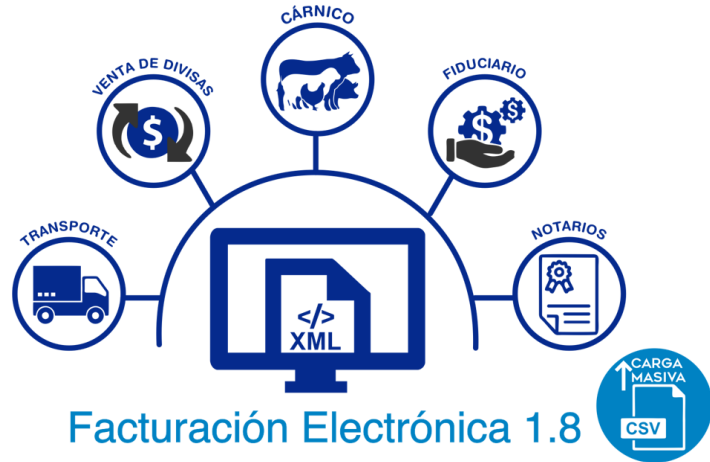 CÁRNICO
VENTA DE DIVISAS
$
FIDUCIARIO
$
$
TRANSPORTE
NOTARIOS
</>
XML
CARGA
MASIVA
CSV
Facturación Electrónica 1.8